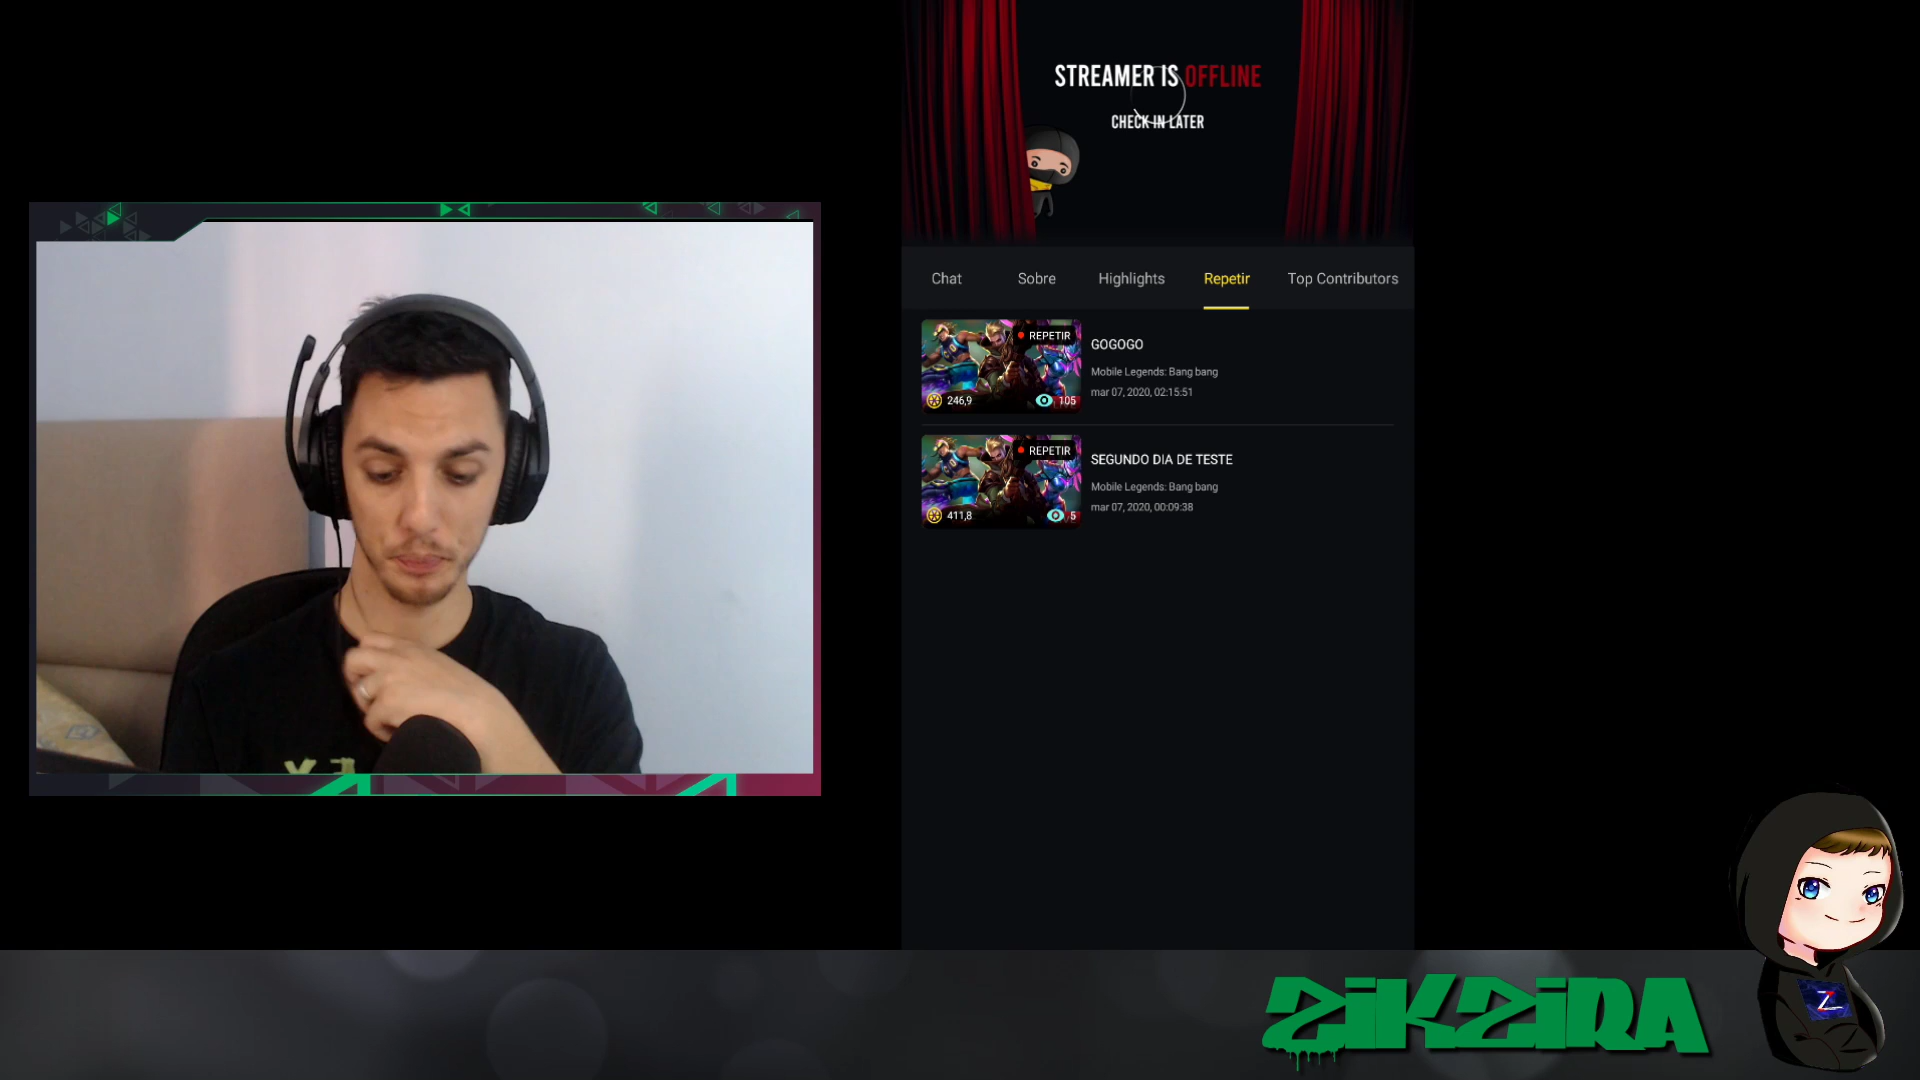 STREAMER IS OFFLINE
CHECK IN LATER
Chat
Sobre
Highlights
Repetir
Top Contributors
REPETIR
246,9
105
GOGOGO
Mobile Legends: Bang bang
mar 07, 2020, 02:15:51
REPETIR
411,8
5
SEGUNDO DIA DE TESTE
Mobile Legends: Bang bang
mar 07, 2020, 00:09:38
ZIKZIRA
Z